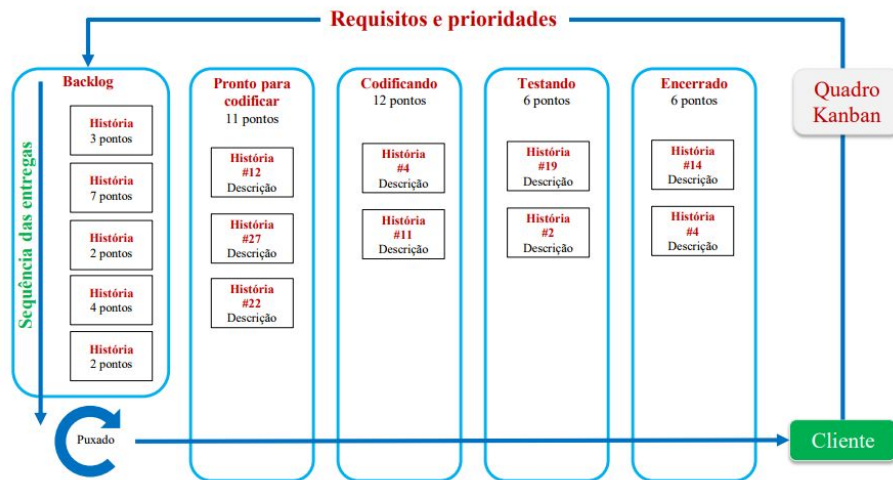 Requisitos e prioridades
Sequência das entregas
Backlog
História
3 pontos
História
7 pontos
História
2 pontos
História
4 pontos
História
2 pontos
Pronto para
codificar
11 pontos
História
#12
Descrição
História
#27
Descrição
História
#22
Descrição
Codificando
12 pontos
História
#4
Descrição
História
#11
Descrição
Testando
6 pontos
História
#19
Descrição
História
#2
Descrição
Encerrado
6 pontos
História
#14
Descrição
História
#4
Descrição
Quadro
Kanban
Puxado
Cliente